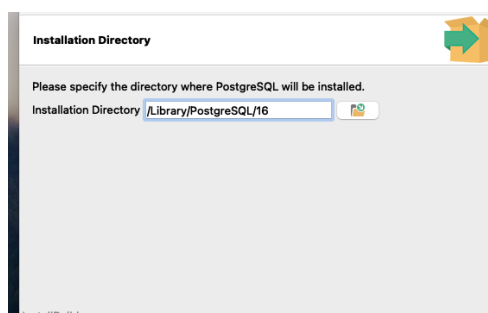 Installation Directory
Please specify the directory where PostgreSQL will be installed.
Installation Directory /Library/PostgreSQL/16